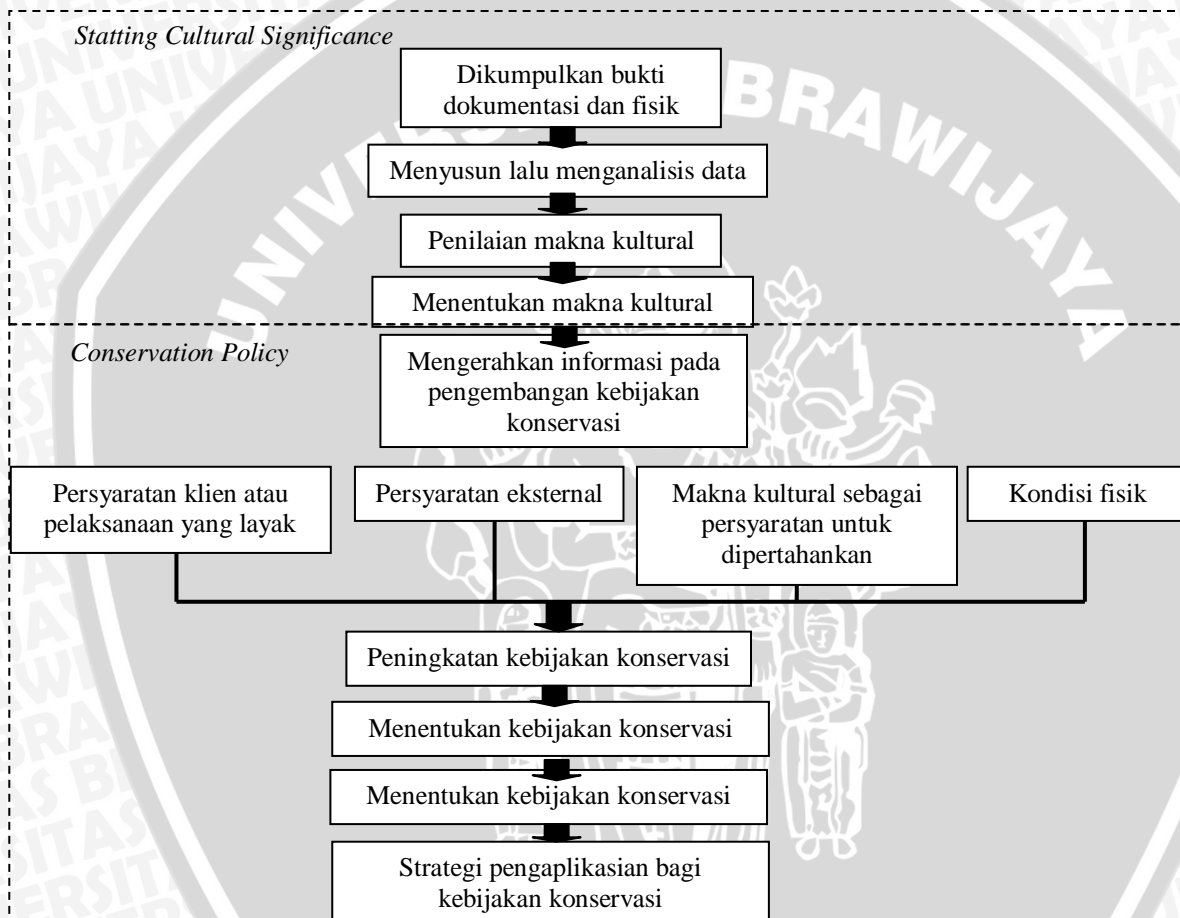 Statting Cultural Significance
Dikumpulkan bukti
dokumentasi dan fisik
Menyusun lalu menganalisis data
Penilaian makna kultural
Menentukan makna kultural
Conservation Policy
Mengerahkan informasi pada
pengembangan kebijakan
konservasi
Persyaratan klien atau
pelaksanaan yang layak
Persyaratan eksternal
Makna kultural sebagai
persyaratan untuk
dipertahankan
Kondisi fisik
Peningkatan kebijakan konservasi
Menentukan kebijakan konservasi
Menentukan kebijakan konservasi
Strategi pengaplikasian bagi
kebijakan konservasi
BRAWIJAYA